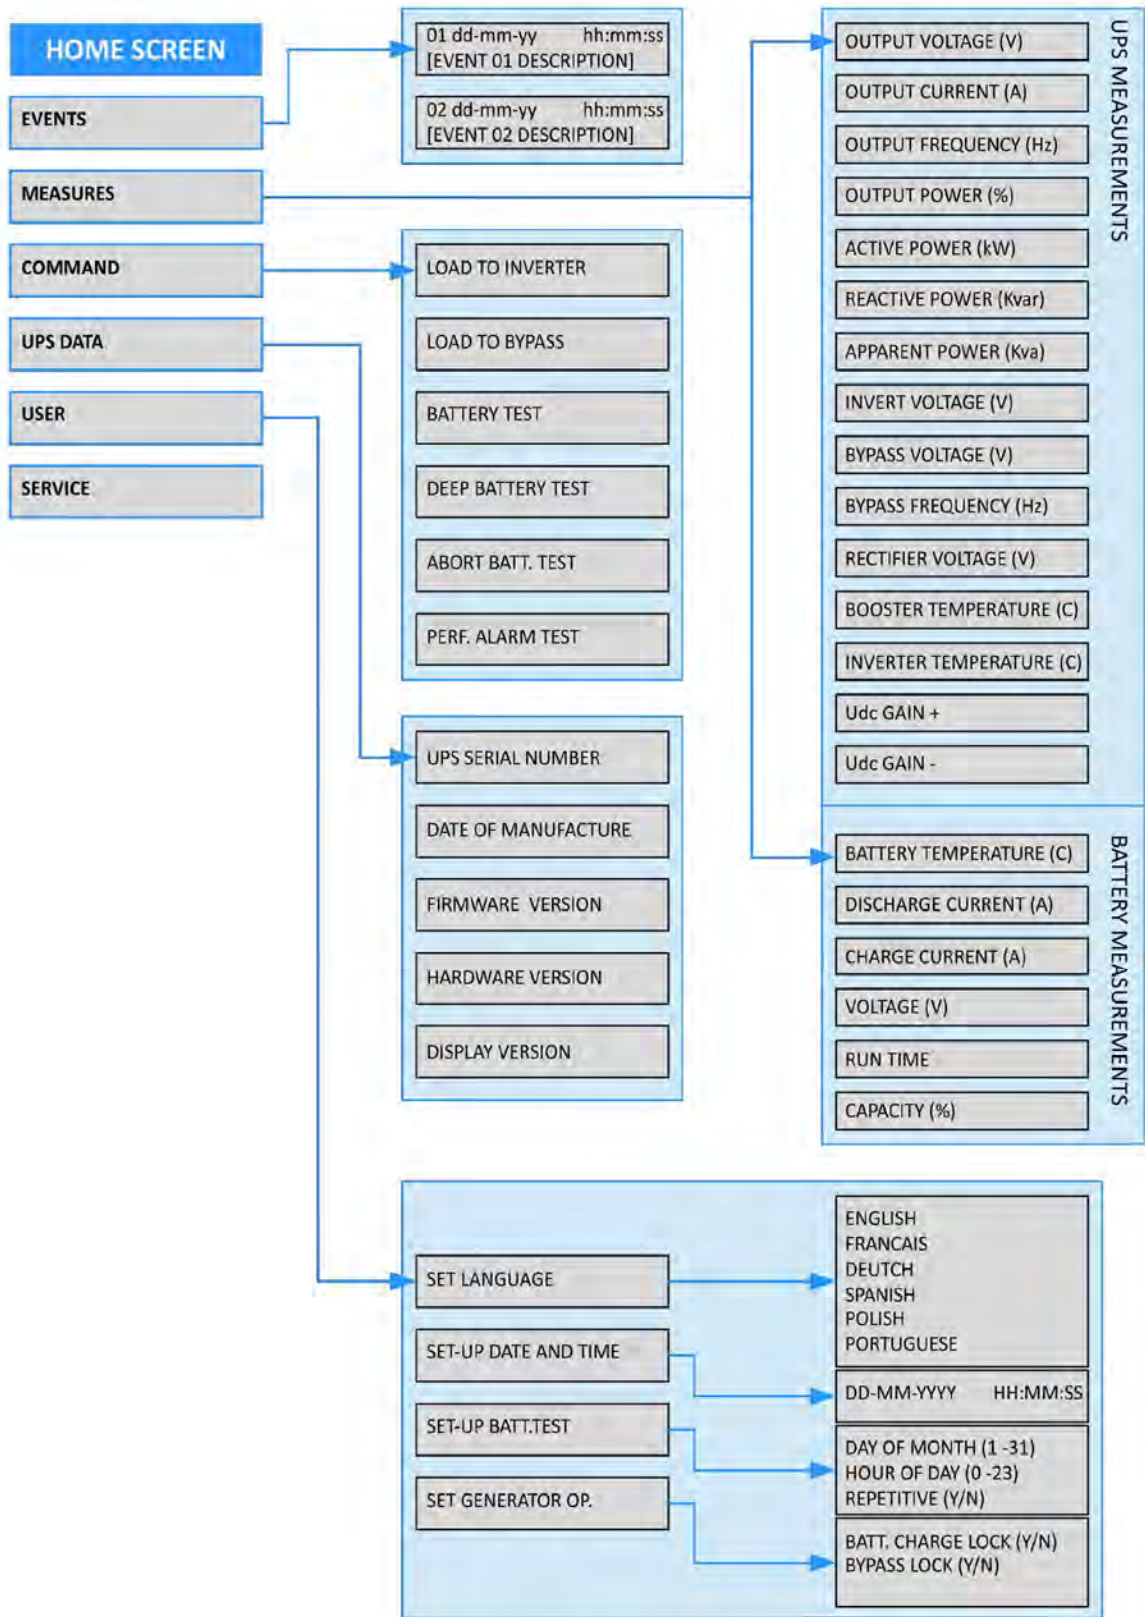 HOME SCREEN
EVENTS
MEASURES
COMMAND
UPS DATA
USER
SERVICE
01 dd-mm-yy hh:mm:ss
[EVENT 01 DESCRIPTION]
02 dd-mm-yy hh:mm:ss
[EVENT 02 DESCRIPTION]
LOAD TO INVERTER
LOAD TO BYPASS
BATTERY TEST
DEEP BATTERY TEST
ABORT BATT. TEST
PERF. ALARM TEST
UPS SERIAL NUMBER
DATE OF MANUFACTURE
FIRMWARE VERSION
HARDWARE VERSION
DISPLAY VERSION
UPS MEASUREMENTS
OUTPUT VOLTAGE (V)
OUTPUT CURRENT (A)
OUTPUT FREQUENCY (Hz)
OUTPUT POWER (%)
ACTIVE POWER (kW)
REACTIVE POWER (Kvar)
APPARENT POWER (Kva)
INVERT VOLTAGE (V)
BYPASS VOLTAGE (V)
BYPASS FREQUENCY (Hz)
RECTIFIER VOLTAGE (V)
BOOSTER TEMPERATURE (C)
INVERTER TEMPERATURE (C)
Udc GAIN +
Udc GAIN -
BATTERY MEASUREMENTS
BATTERY TEMPERATURE (C)
DISCHARGE CURRENT (A)
CHARGE CURRENT (A)
VOLTAGE (V)
RUN TIME
CAPACITY (%)
SET LANGUAGE
ENGLISH
FRANCAIS
DEUTCH
SPANISH
POLISH
PORTUGUESE
SET-UP DATE AND TIME
DD-MM-YYYY HH:MM:SS
SET-UP BATT.TEST
DAY OF MONTH (1 -31)
HOUR OF DAY (0 -23)
REPETITIVE (Y/N)
SET GENERATOR OP.
BATT. CHARGE LOCK (Y/N)
BYPASS LOCK (Y/N)